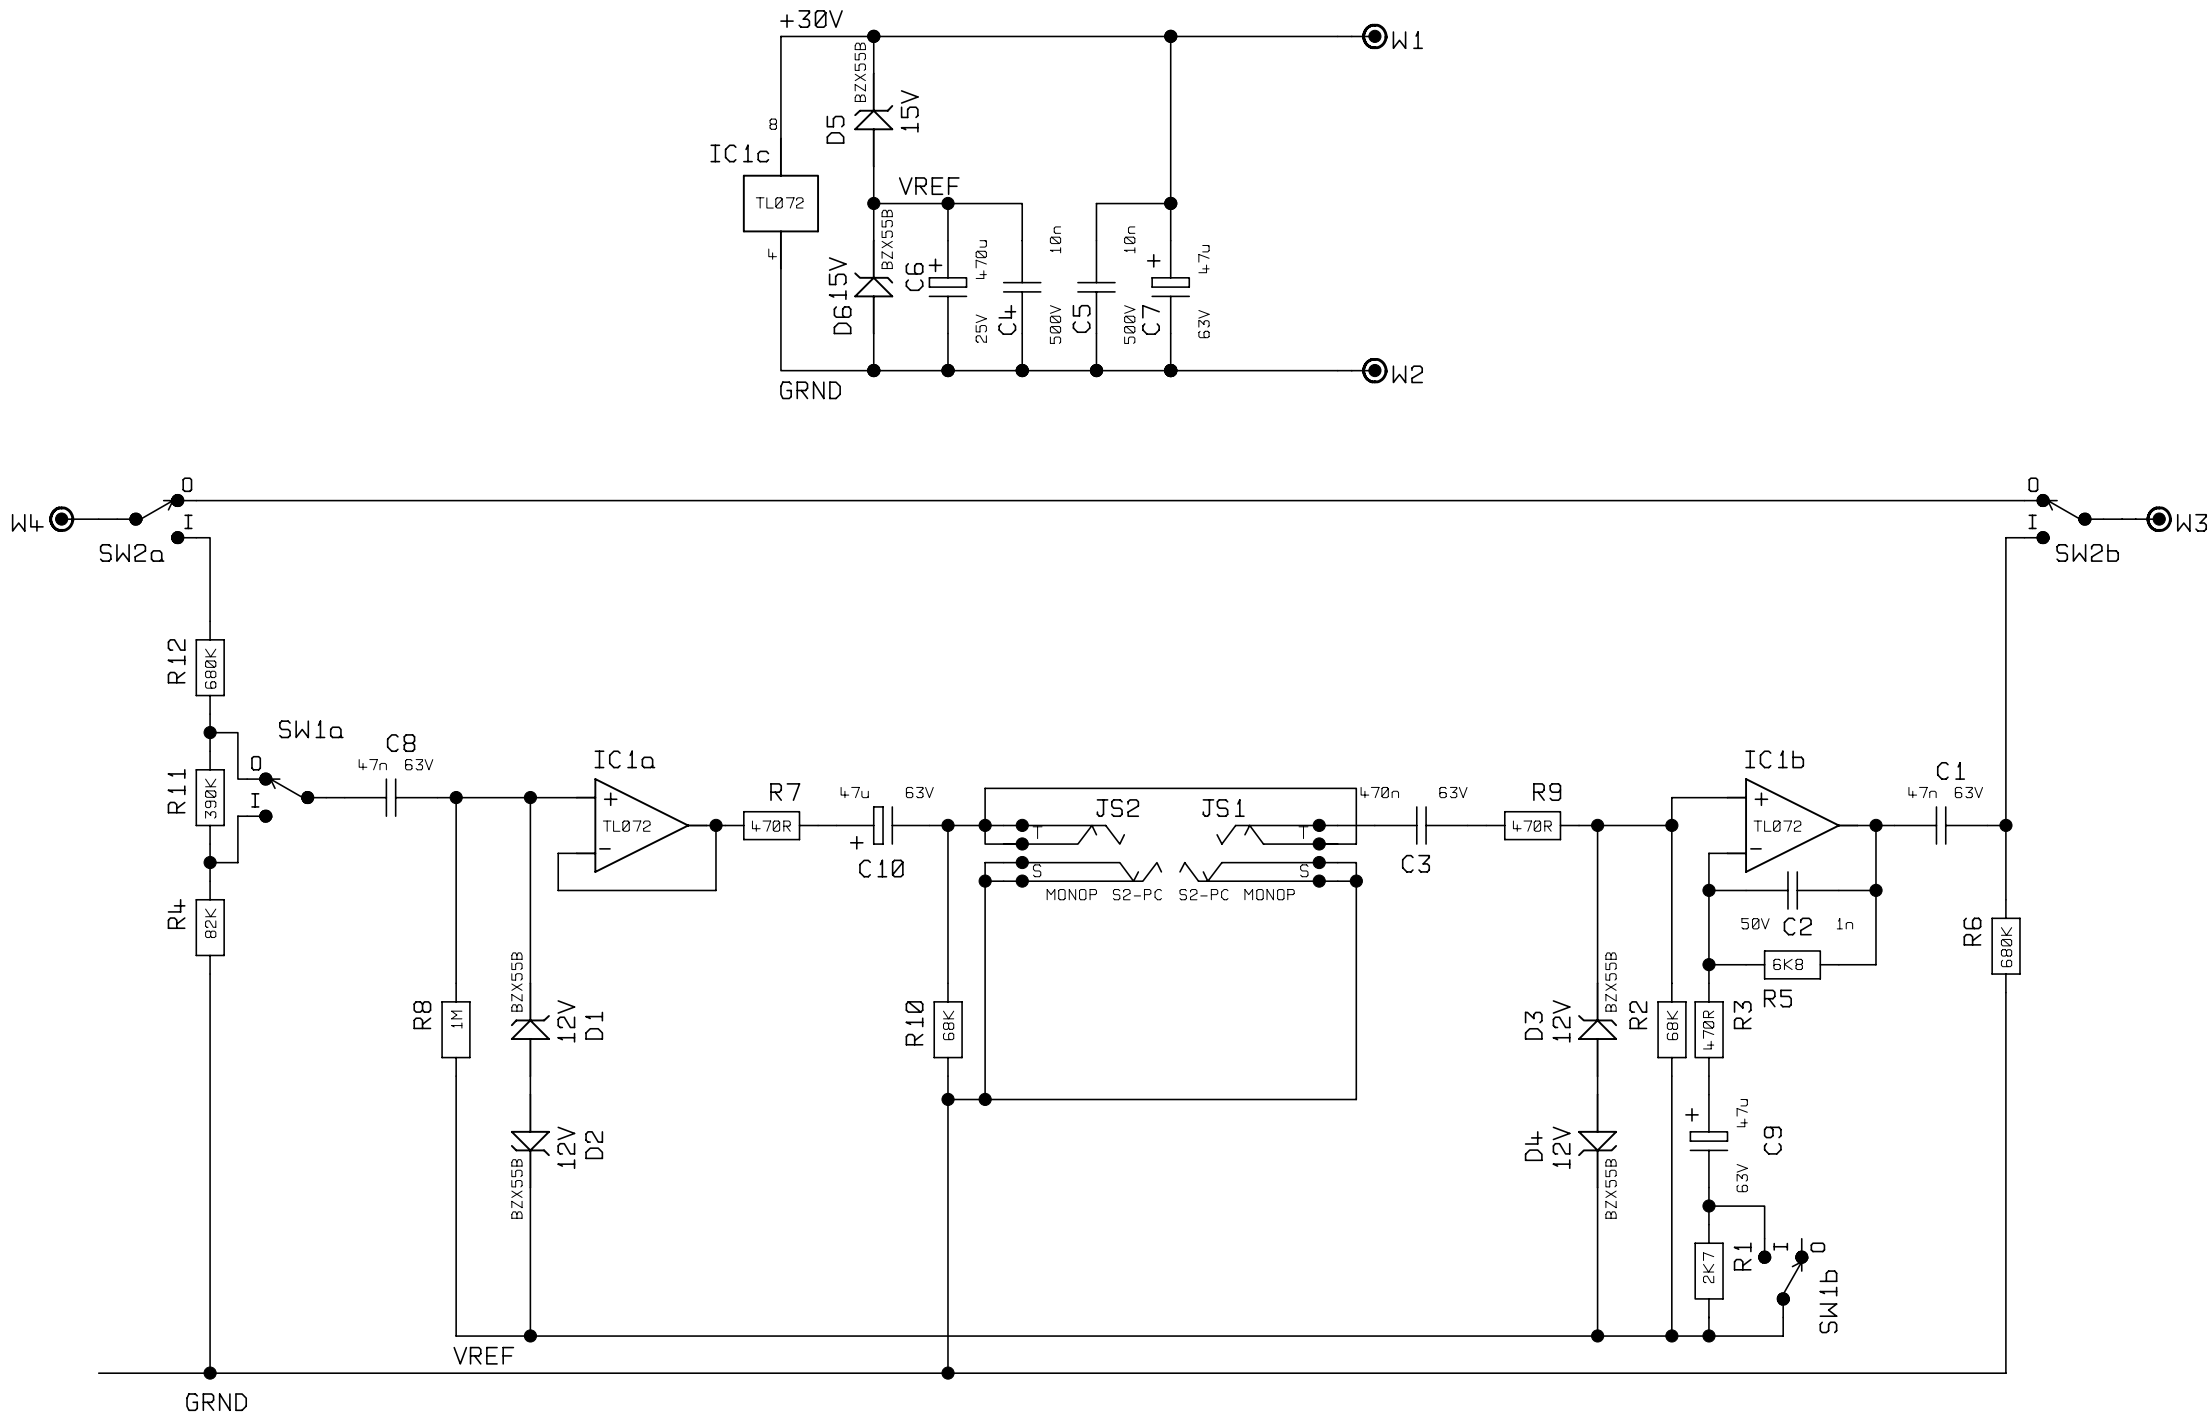 +30V
W1
BZX55B
15V
D5
8
IC1c
TL072
4
VREF
BZX55B
15V
D6
C6
+
470u
25V
C4
10n
500V
C5
10n
500V
C7
+
47u
63V
GRND
W2
W4
O
I
SW2a
O
I
SW2b
W3
R12
680K
R11
390K
R4
82K
SW1a
O
I
C8
47n 63V
R8
1M
BZX55B
12V
D1
12V
D2
BZX55B
IC1a
+
TL072
−
R7
470R
47u 63V
+
C10
R10
68K
JS2 JS1
T T
S S
MONOP S2-PC S2-PC MONOP
470n 63V
C3
R9
470R
BZX55B
D3
12V
D4
12V
BZX55B
R2
68K
IC1b
+
TL072
−
50V C2 1n
6K8
R5
470R
R3
+
47u
C9
63V
2K7
R1
I O
SW1b
C1
47n 63V
R6
680K
VREF
GRND